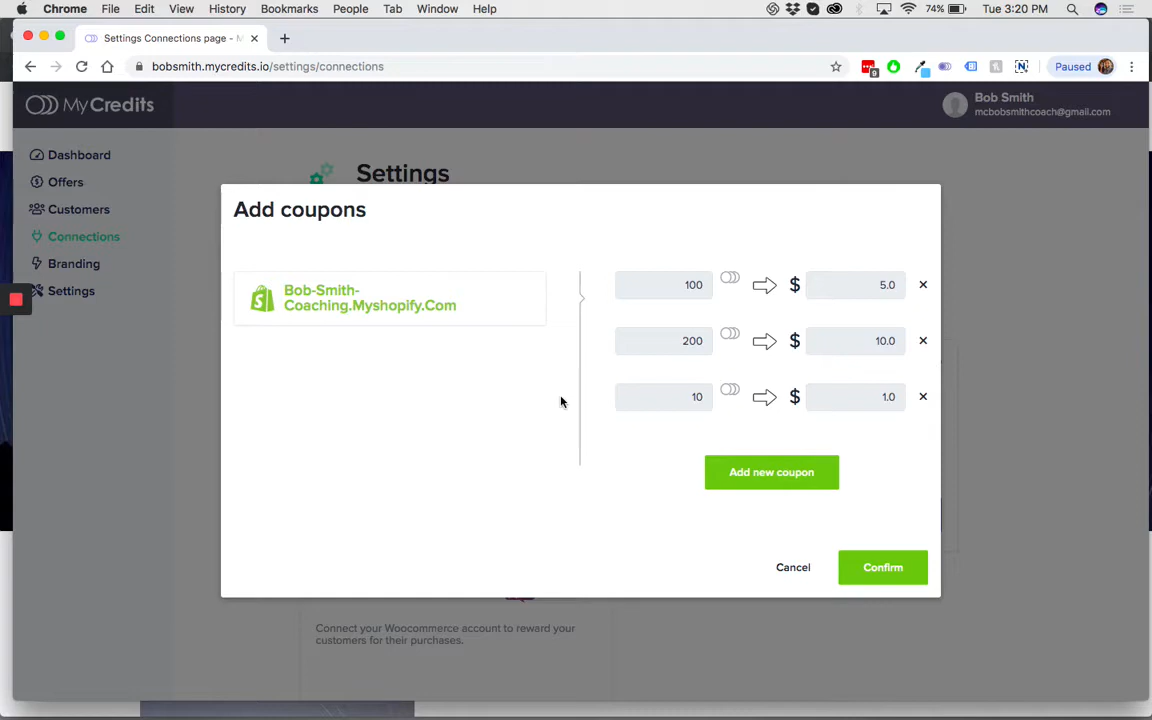 Chrome File Edit View History Bookmarks People Tab Window Help 74% Tue 3:20 PM
Settings Connections page - M
bobsmith.mycredits.io/settings/connections
9
N
Paused
MyCredits
Bob Smith
mcbobsmithcoach@gmail.com
Dashboard
Offers
Customers
Connections
Branding
Settings
Settings
Add coupons
Bob-Smith-
Coaching.Myshopify.Com
100 $ 5.0
200 $ 10.0
10 $ 1.0
Add new coupon
Cancel
Confirm
Connect your Woocommerce account to reward your
customers for their purchases.